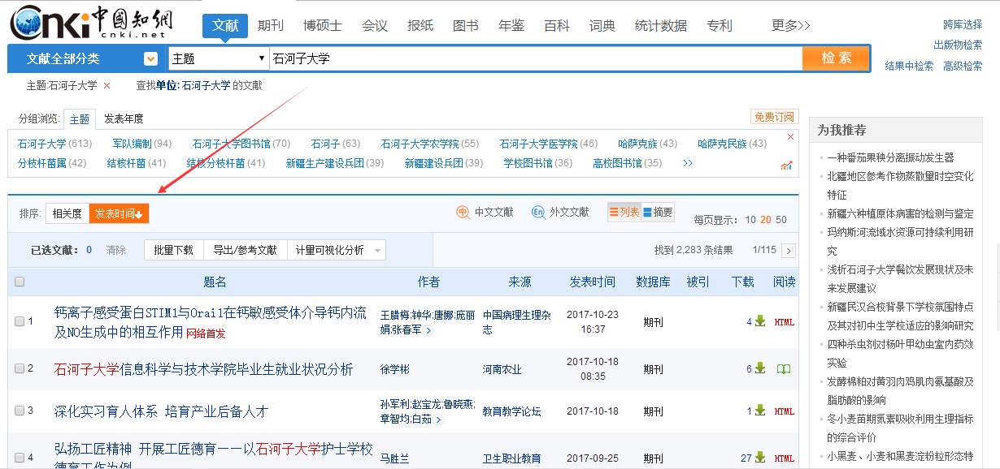 Cnki 中国知網
cnki.net
文献 期刊 博硕士 会议 报纸 图书 年鉴 百科 词典 统计数据 专利 更多>>
跨库选择
文献全部分类 主题 石河子大学 检索
出版物检索
结果中检索 高级检索
主题:石河子大学 × 查找单位:石河子大学 的文献
分组浏览: 主题 发表年度 免费订阅
石河子大学(613) 军队编制(94) 石河子大学图书馆(70) 石河子(63) 石河子大学农学院(55) 石河子大学医学院(46) 哈萨克族(43) 哈萨克民族(43) ×
分枝杆菌属(42) 结核杆菌(41) 结核分枝杆菌(41) 新疆生产建设兵团(39) 新疆建设兵团(39) 学校图书馆(36) 高校图书馆(35) >>
排序: 相关度 发表时间 中 中文文献 En 外文文献 列表 摘要 每页显示: 10 20 50
已选文献: 0 清除 批量下载 导出/参考文献 计量可视化分析 找到 2,283 条结果 1/115 >
题名 作者 来源 发表时间 数据库 被引 下载 阅读
1 钙离子感受蛋白STIM1与Orai1在钙敏感受体介导钙内流
及NO生成中的相互作用 网络首发
王腊梅;钟华;唐娜;庞丽
娟;张春军
中国病理生理杂
志
2017-10-23
16:37
期刊 4 HTML
2 石河子大学信息科学与技术学院毕业生就业状况分析 徐学彬 河南农业
2017-10-18
08:35
期刊 6
3 深化实习育人体系 培育产业后备人才
孙军利;赵宝龙;鲁晓燕;
章智均;白茹
教育教学论坛 2017-10-18 期刊 1 HTML
4 弘扬工匠精神 开展工匠德育——以石河子大学护士学校
德育工作为例
马胜兰 卫生职业教育 2017-09-25 期刊 27 HTML
为我推荐
一种番茄果秧分离振动发生器
北疆地区参考作物蒸散量时空变化
特征
新疆六种植原体病害的检测与鉴定
玛纳斯河流域水资源可持续利用研
究
浅析石河子大学餐饮发展现状及未
来发展建议
新疆民汉合校背景下学校氛围特点
及其对初中生学校适应的影响研究
四种杀虫剂对杨叶甲幼虫室内药效
实验
发酵棉粕对黄羽肉鸡肌肉氨基酸及
脂肪酸的影响
冬小麦苗期氮素吸收利用生理指标
的综合评价
小黑麦、小麦和黑麦淀粉粒形态特